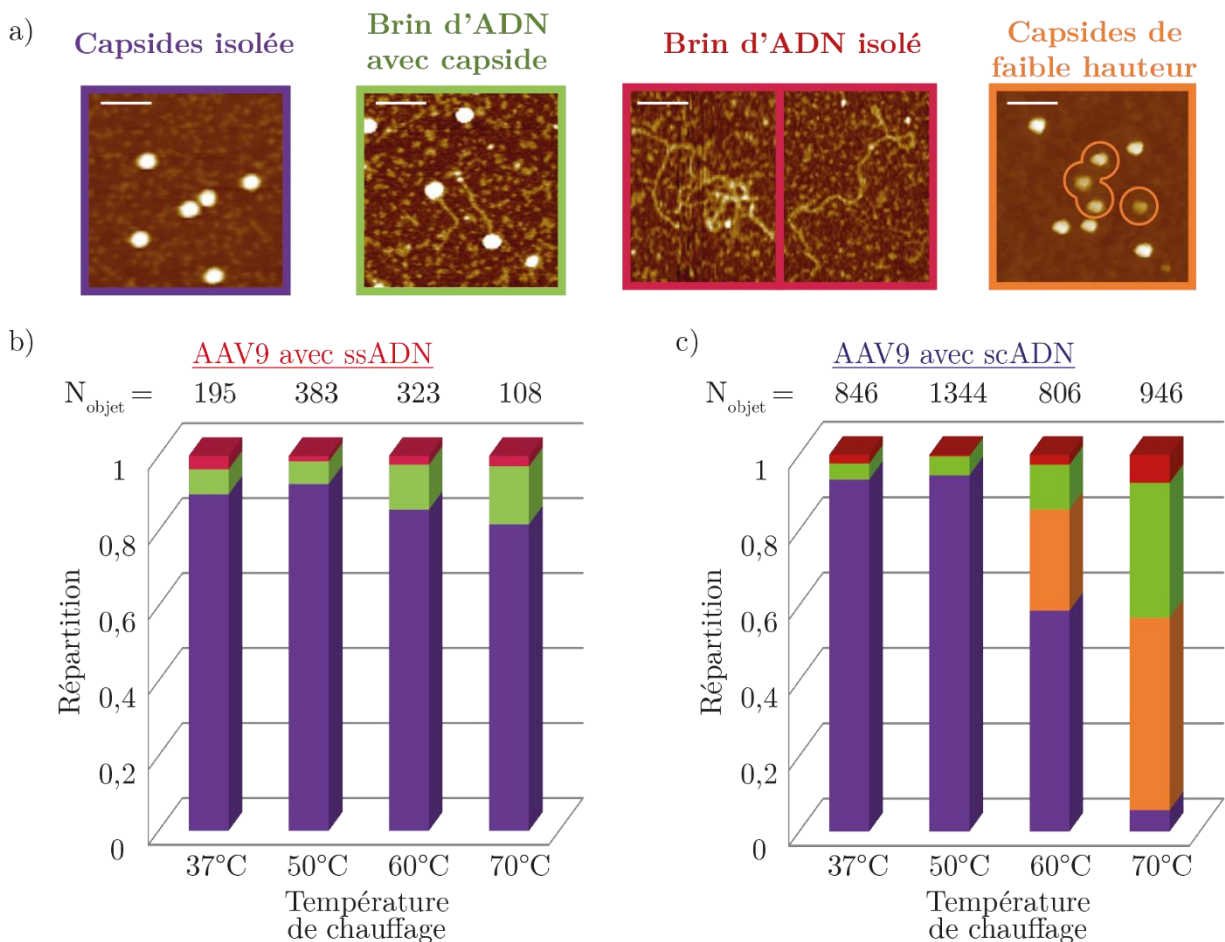 a)
Capsides isolée
Brin d'ADN
avec capside
Brin d'ADN isolé
Capsides de
faible hauteur
b)
AAV9 avec ssADN
N objet = 195 383 323 108
Répartition
1
0,8
0,6
0,4
0,2
0
37°C 50°C 60°C 70°C
Température
de chauffage
c)
AAV9 avec scADN
N objet = 846 1344 806 946
Répartition
1
0,8
0,6
0,4
0,2
0
37°C 50°C 60°C 70°C
Température
de chauffage